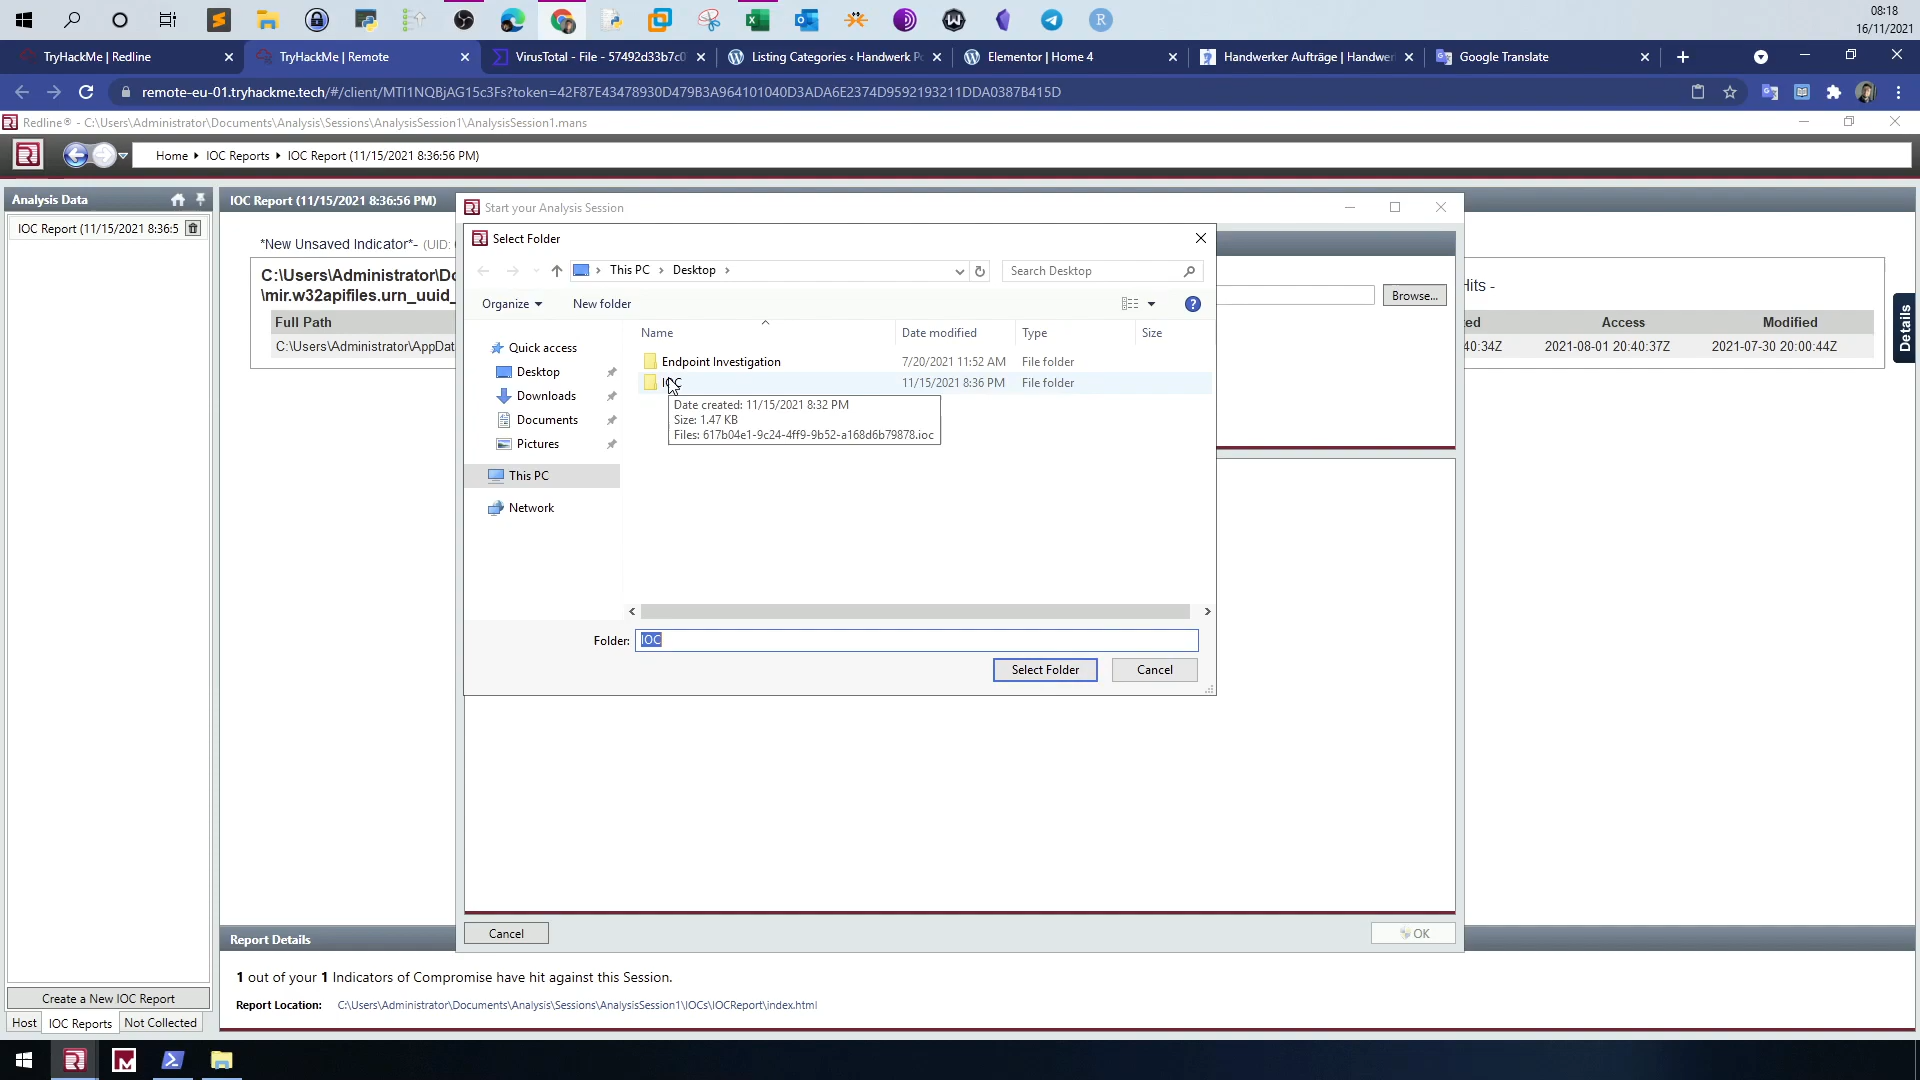 08:18
16/11/2021
TryHackMe | Redline
TryHackMe | Remote
VirusTotal - File - 57492d33b7c0
Listing Categories ‹ Handwerk Po
Elementor | Home 4
Handwerker Aufträge | Handwer
Google Translate
remote-eu-01.tryhackme.tech/#/client/MTI1NQBjAG15c3Fs?token=42F87E43478930D479B3A964101040D3ADA6E2374D9592193211DDA0387B415D
Redline® - C:\Users\Administrator\Documents\Analysis\Sessions\AnalysisSession1\AnalysisSession1.mans
Home
IOC Reports
IOC Report (11/15/2021 8:36:56 PM)
Analysis Data
IOC Report (11/15/2021 8:36:5
IOC Report (11/15/2021 8:36:56 PM)
*New Unsaved Indicator*- (UID:
C:\Users\Administrator\Do
\mir.w32apifiles.urn_uuid_
Full Path
C:\Users\Administrator\AppData
Start your Analysis Session
Browse...
Hits -
ed
Access
Modified
40:34Z
2021-08-01 20:40:37Z
2021-07-30 20:00:44Z
Details
Select Folder
This PC
Desktop
Search Desktop
Organize
New folder
Name
Date modified
Type
Size
Quick access
Desktop
Downloads
Documents
Pictures
This PC
Network
Endpoint Investigation
7/20/2021 11:52 AM
File folder
IOC
11/15/2021 8:36 PM
File folder
Date created: 11/15/2021 8:32 PM
Size: 1.47 KB
Files: 617b04e1-9c24-4ff9-9b52-a168d6b79878.ioc
Folder:
IOC
Select Folder
Cancel
Cancel
OK
Report Details
1 out of your 1 Indicators of Compromise have hit against this Session.
Report Location: C:\Users\Administrator\Documents\Analysis\Sessions\AnalysisSession1\IOCs\IOCReport\index.html
Create a New IOC Report
Host
IOC Reports
Not Collected